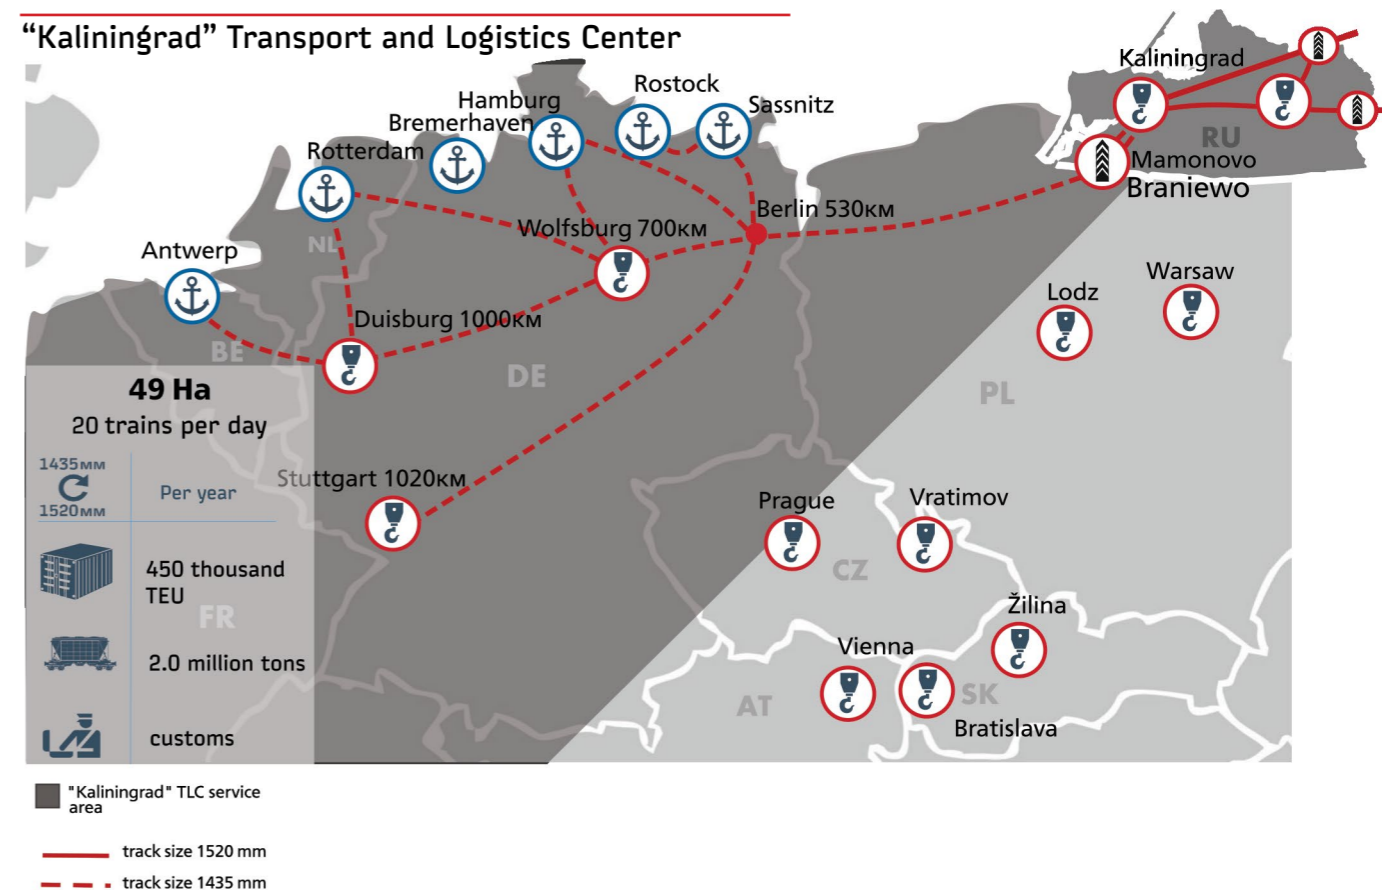 “Kaliningrad” Transport and Logistics Center
Rostock
Hamburg
Sassnitz
Bremerhaven
Rotterdam
Kaliningrad
RU
Mamonovo
Braniewo
Berlin 530км
Wolfsburg 700км
NL
Antwerp
Warsaw
Lodz
Duisburg 1000км
BE
DE
PL
49 Ha
20 trains per day
1435мм
1520мм
Per year
450 thousand
TEU
FR
2.0 million tons
customs
Stuttgart 1020км
Prague
Vratimov
CZ
Žilina
Vienna
AT
SK
Bratislava
"Kaliningrad" TLC service
area
track size 1520 mm
track size 1435 mm